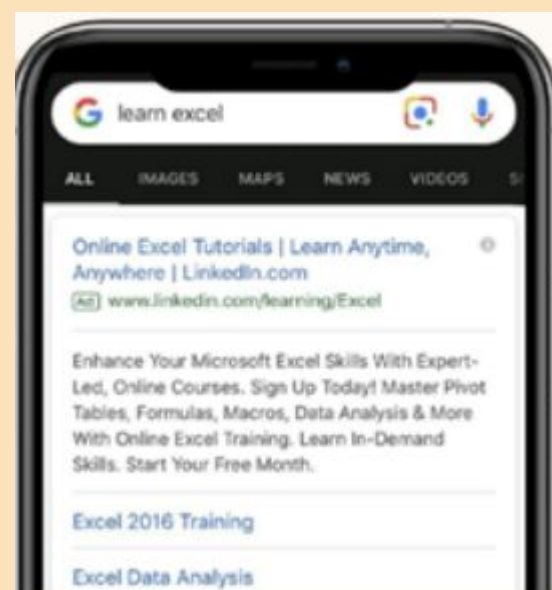 learn excel
ALL IMAGES MAPS NEWS VIDEOS
Online Excel Tutorials | Learn Anytime,
Anywhere | LinkedIn.com
Ad www.linkedin.com/learning/Excel
Enhance Your Microsoft Excel Skills With Expert-
Led, Online Courses. Sign Up Today! Master Pivot
Tables, Formulas, Macros, Data Analysis & More
With Online Excel Training. Learn In-Demand
Skills. Start Your Free Month.
Excel 2016 Training
Excel Data Analysis